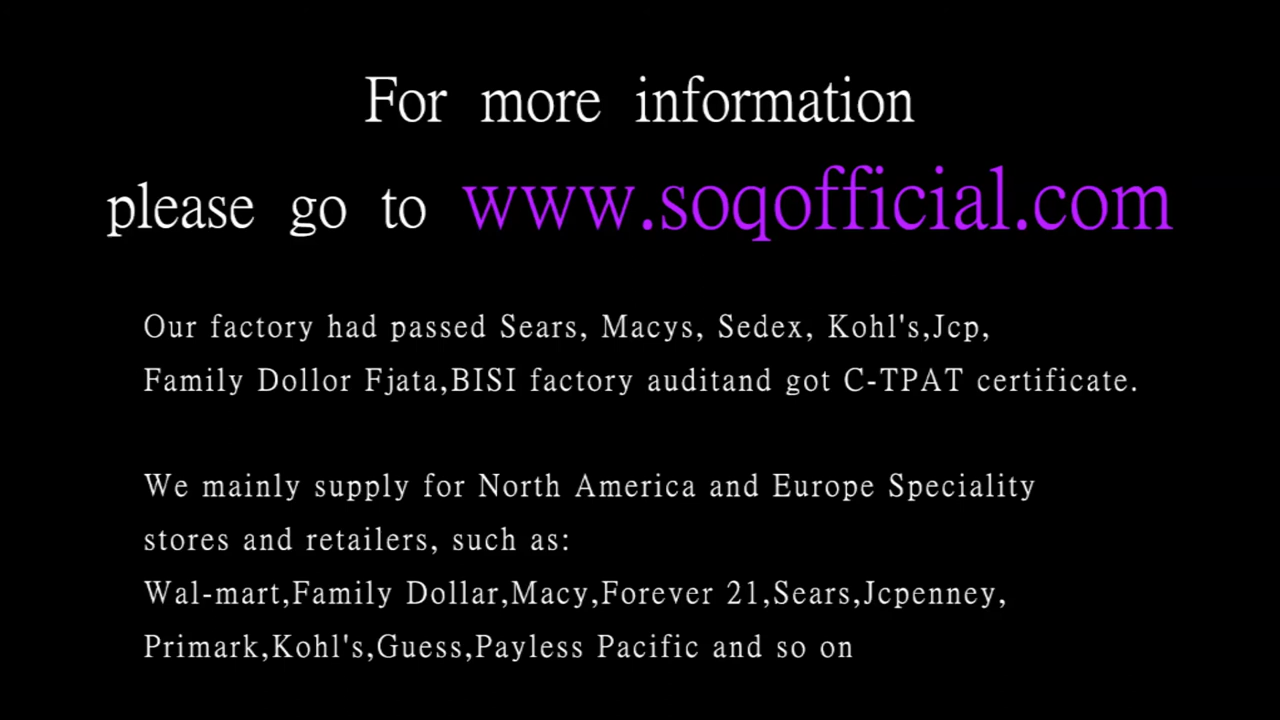 For more information
please go to www.soqofficial.com
Our factory had passed Sears, Macys, Sedex, Kohl's,Jcp,
Family Dollor Fjata,BISI factory auditand got C-TPAT certificate.
We mainly supply for North America and Europe Speciality
stores and retailers, such as:
Wal-mart,Family Dollar,Macy,Forever 21,Sears,Jcpenney,
Primark,Kohl's,Guess,Payless Pacific and so on